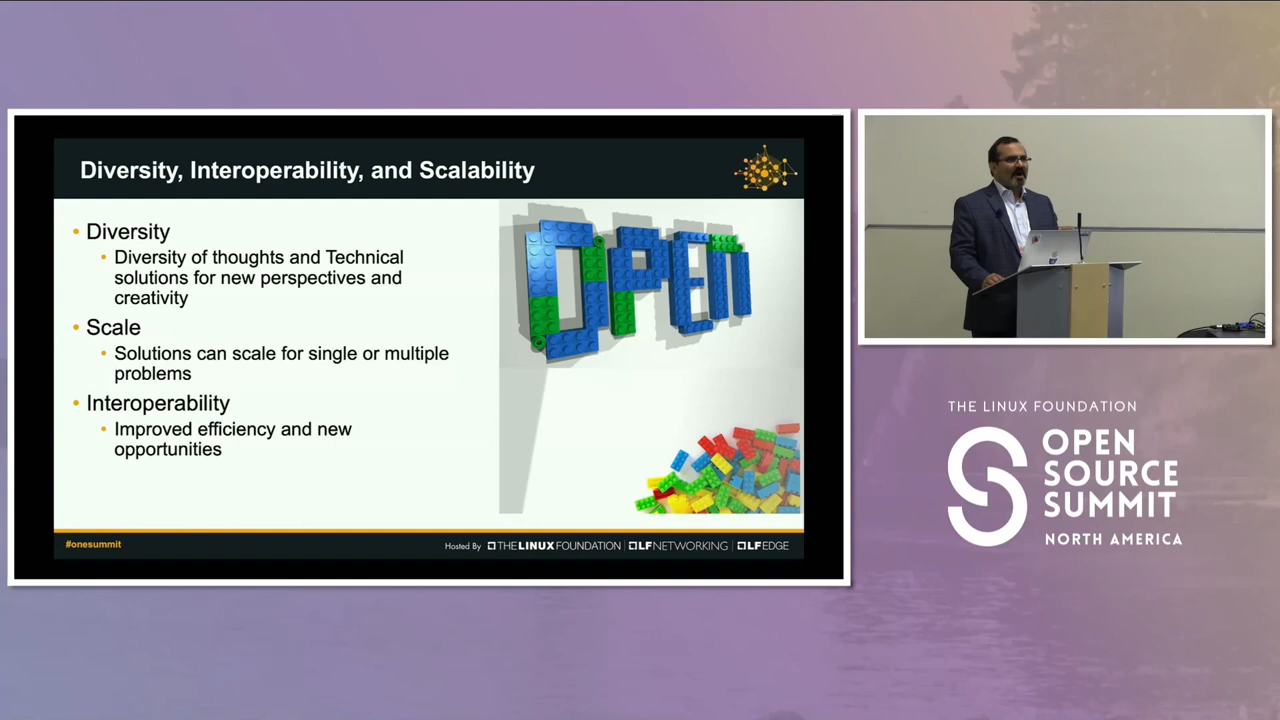 Diversity, Interoperability, and Scalability
• Diversity
• Diversity of thoughts and Technical
solutions for new perspectives and
creativity
• Scale
• Solutions can scale for single or multiple
problems
• Interoperability
• Improved efficiency and new
opportunities
OPEN
#onesummit
Hosted By THE LINUX FOUNDATION | LFNETWORKING | LFEDGE
THE LINUX FOUNDATION
OPEN
SOURCE
SUMMIT
NORTH AMERICA